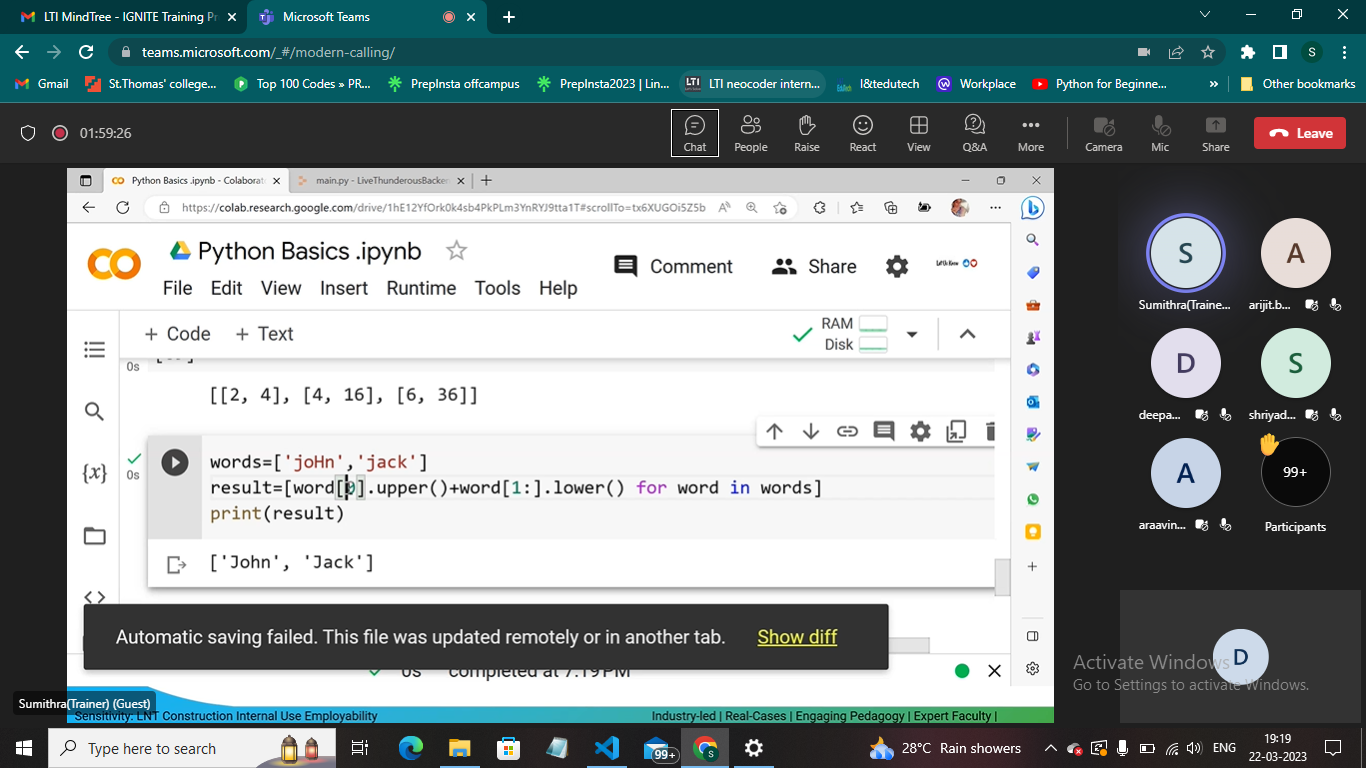 LTI MindTree - IGNITE Training Pr
Microsoft Teams
teams.microsoft.com/_#/modern-calling/
S
Gmail
St.Thomas' college...
Top 100 Codes » PR...
PrepInsta offcampus
PrepInsta2023 | Lin...
LTI neocoder intern...
l&tedutech
Workplace
Python for Beginne...
»
Other bookmarks
01:59:26
Chat
People
Raise
React
View
Q&A
More
Camera
Mic
Share
Leave
Python Basics .ipynb - Colaborat
main.py - LiveThunderousBacke
https://colab.research.google.com/drive/1hE12YfOrk0k4sb4PkPLm3YnRYJ9tta1T#scrollTo=tx6XUGOi5Z5b
Python Basics .ipynb
Comment
Share
File Edit View Insert Runtime Tools Help
+ Code + Text
RAM
Disk
0s
[[2, 4], [4, 16], [6, 36]]
0s
words=['joHn','jack']
result=[word[0].upper()+word[1:].lower() for word in words]
print(result)
['John', 'Jack']
{x}
<>
Automatic saving failed. This file was updated remotely or in another tab. Show diff
0s completed at 7:19 PM
Sumithra(Trainer) (Guest)
Sensitivity: LNT Construction Internal Use Employability
Industry-led | Real-Cases | Engaging Pedagogy | Expert Faculty |
S
Sumithra(Traine...
A
arijit.b...
D
deepa...
S
shriyad...
A
araavin...
99+
Participants
D
Activate Windows
Go to Settings to activate Windows.
Type here to search
99+
28°C Rain showers
ENG
19:19
22-03-2023